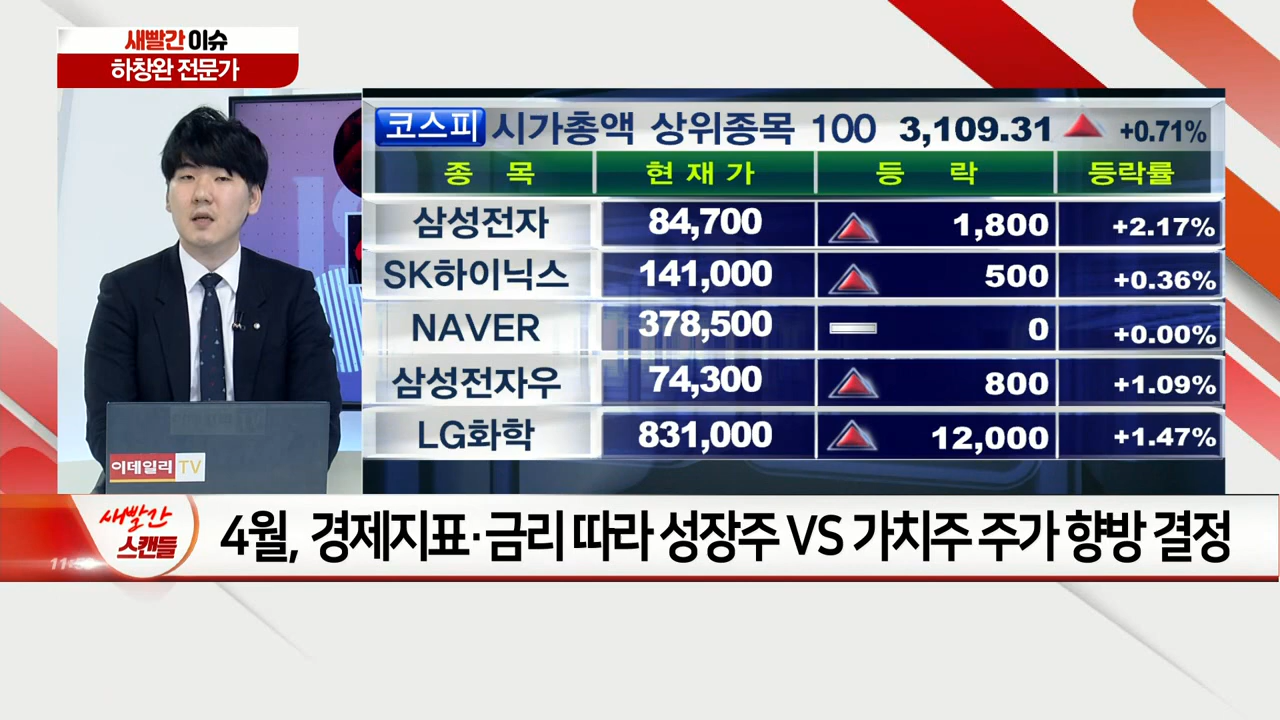 새빨간 이슈
하창완 전문가
코스피 시가총액 상위종목 100 3,109.31 +0.71%
종 목 현 재 가 등 락 등락률
삼성전자 84,700 1,800 +2.17%
SK하이닉스 141,000 500 +0.36%
NAVER 378,500 0 +0.00%
삼성전자우 74,300 800 +1.09%
LG화학 831,000 12,000 +1.47%
이데일리 TV
새빨간
스캔들
4월, 경제지표·금리 따라 성장주 VS 가치주 주가 향방 결정